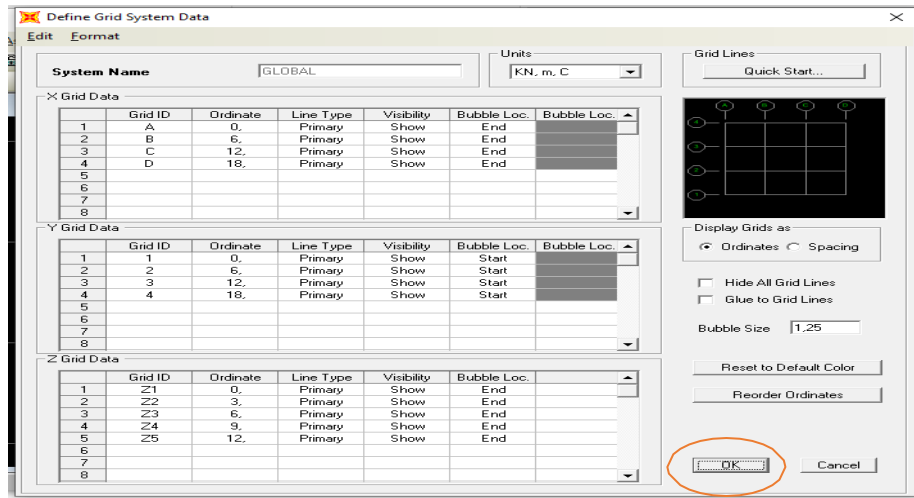 Define Grid System Data
Edit Format
System Name GLOBAL
Units
KN, m, C
Grid Lines
Quick Start...
X Grid Data
Grid ID Ordinate Line Type Visibility Bubble Loc. Bubble Loc.
1 A 0, Primary Show End
2 B 6, Primary Show End
3 C 12, Primary Show End
4 D 18, Primary Show End
5
6
7
8
A B C D
4
3
2
1
Y Grid Data
Grid ID Ordinate Line Type Visibility Bubble Loc. Bubble Loc.
1 1 0, Primary Show Start
2 2 6, Primary Show Start
3 3 12, Primary Show Start
4 4 18, Primary Show Start
5
6
7
8
Display Grids as
Ordinates Spacing
Hide All Grid Lines
Glue to Grid Lines
Bubble Size 1,25
Z Grid Data
Grid ID Ordinate Line Type Visibility Bubble Loc.
1 Z1 0, Primary Show End
2 Z2 3, Primary Show End
3 Z3 6, Primary Show End
4 Z4 9, Primary Show End
5 Z5 12, Primary Show End
6
7
8
Reset to Default Color
Reorder Ordinates
OK Cancel